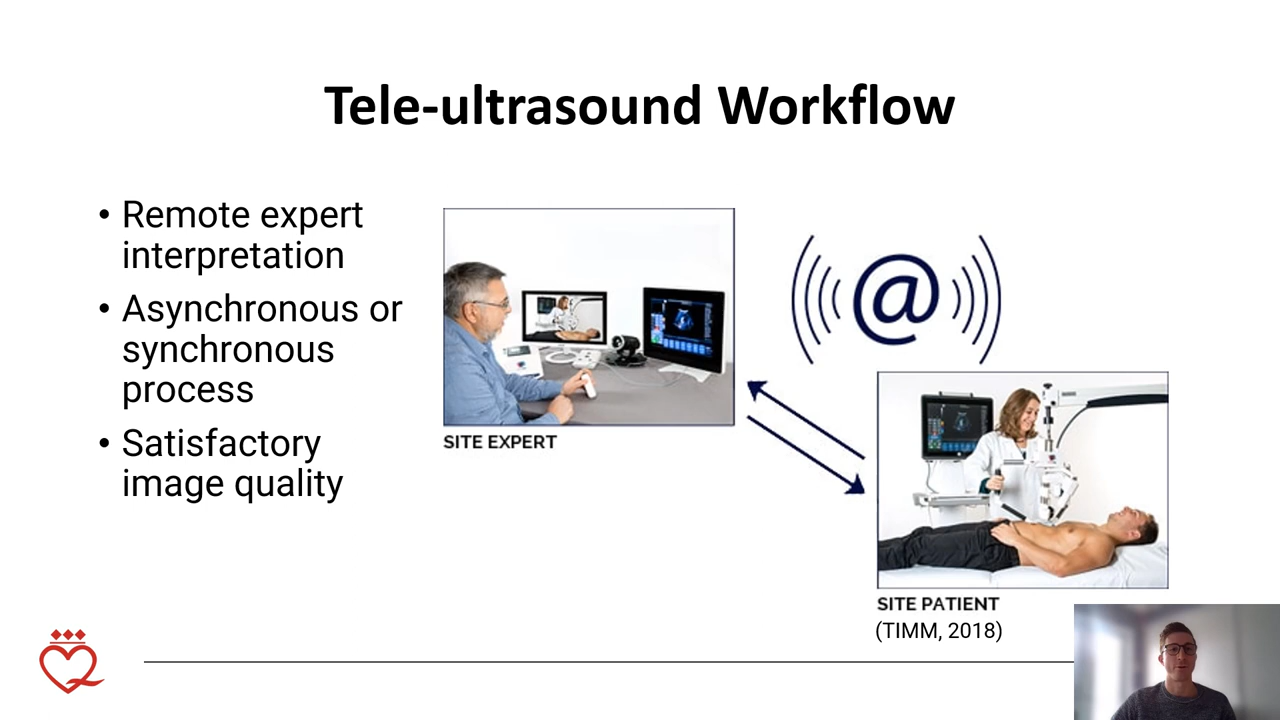 Tele-ultrasound Workflow
• Remote expert
interpretation
• Asynchronous or
synchronous
process
• Satisfactory
image quality
@
SITE EXPERT
SITE PATIENT
(TIMM, 2018)